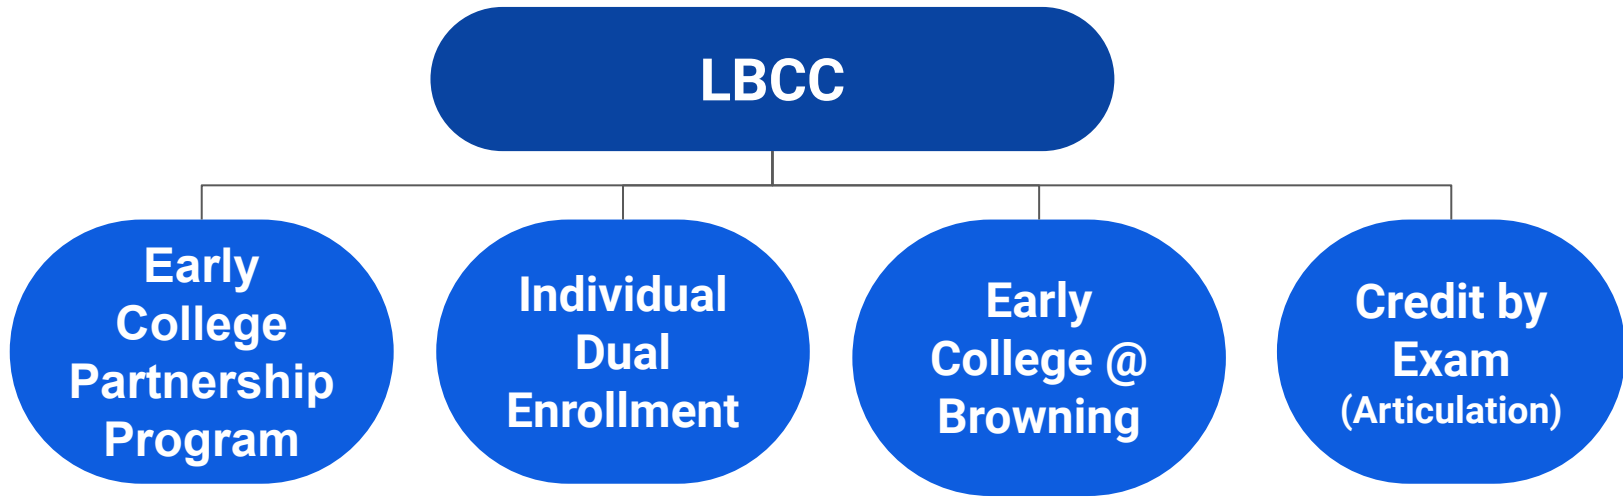 LBCC
Early
College
Partnership
Program
Individual
Dual
Enrollment
Early
College @
Browning
Credit by
Exam
(Articulation)